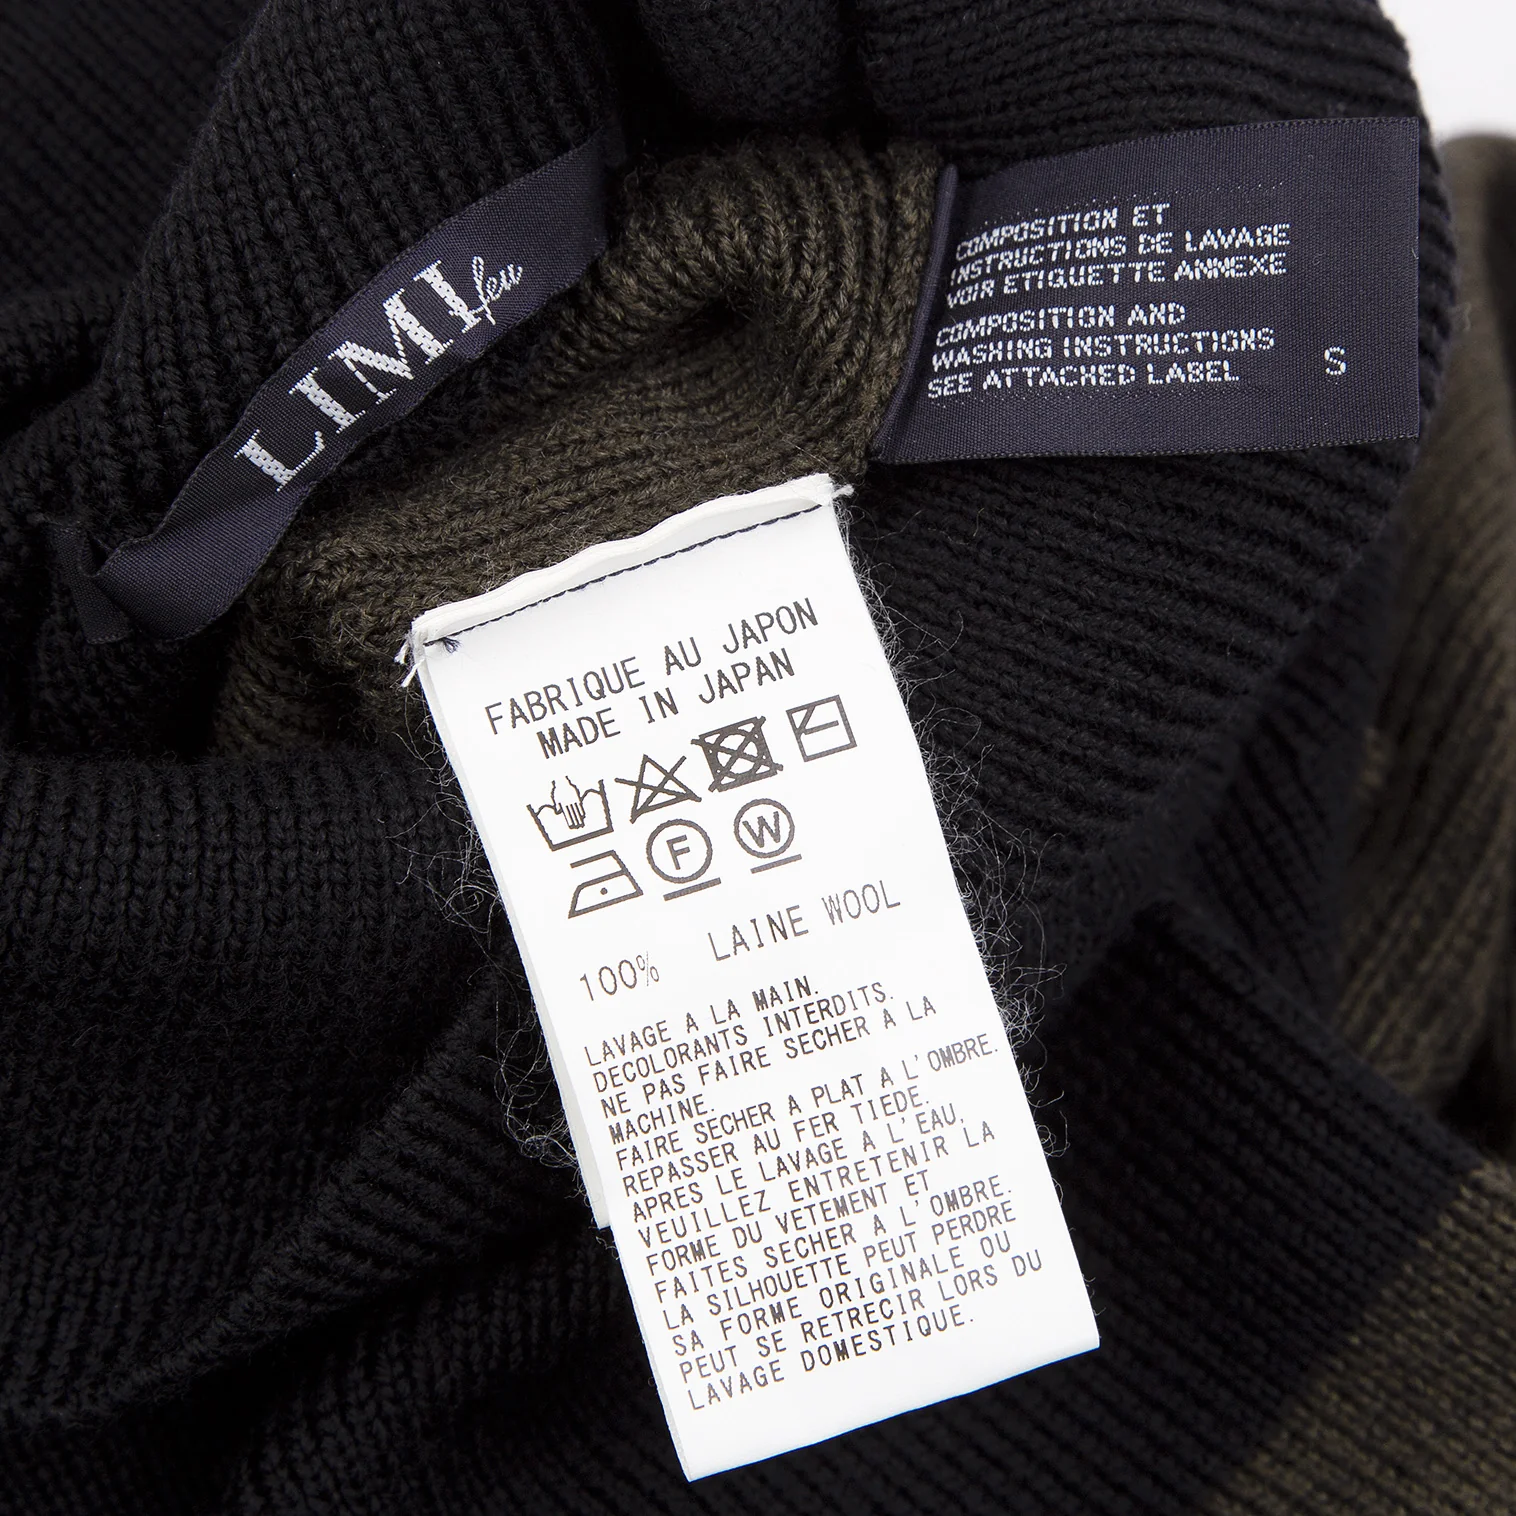 LIMI feu
COMPOSITION ET
INSTRUCTIONS DE LAVAGE
VOIR ETIQUETTE ANNEXE
COMPOSITION AND
WASHING INSTRUCTIONS
SEE ATTACHED LABEL
S
FABRIQUE AU JAPON
MADE IN JAPAN
F W
100% LAINE WOOL
LAVAGE A LA MAIN.
DECOLORANTS INTERDITS.
NE PAS FAIRE SECHER A LA
MACHINE.
FAIRE SECHER A PLAT A L'OMBRE.
REPASSER AU FER TIEDE.
APRES LE LAVAGE A L'EAU,
VEUILLEZ ENTRETENIR LA
FORME DU VETEMENT ET
FAITES SECHER A L'OMBRE.
LA SILHOUETTE PEUT PERDRE
SA FORME ORIGINALE OU
PEUT SE RETRECIR LORS DU
LAVAGE DOMESTIQUE.